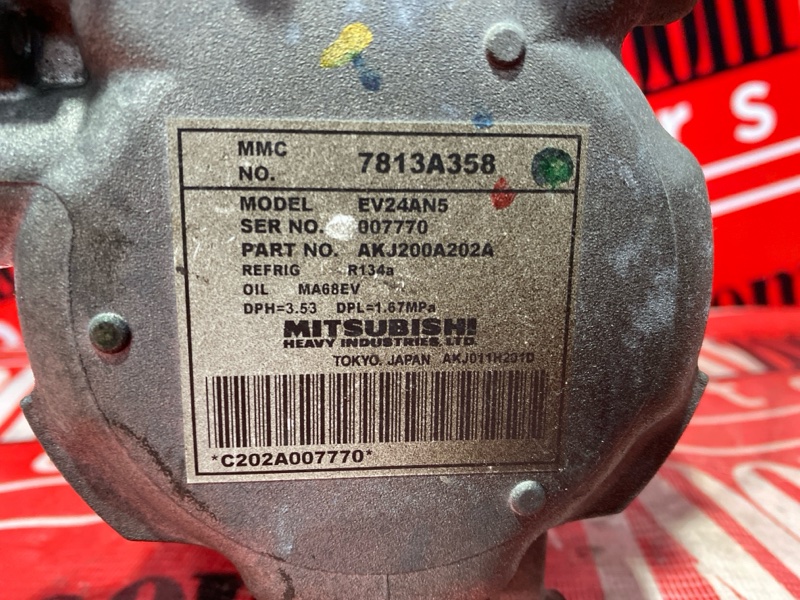 MMC NO. 7813A358
MODEL EV24AN5
SER NO. 007770
PART NO. AKJ200A202A
REFRIG R134a
OIL MA68EV
DPH=3.53 DPL=1.67MPa
MITSUBISHI
HEAVY INDUSTRIES, LTD.
TOKYO, JAPAN AKJ011H201D
*C202A007770*